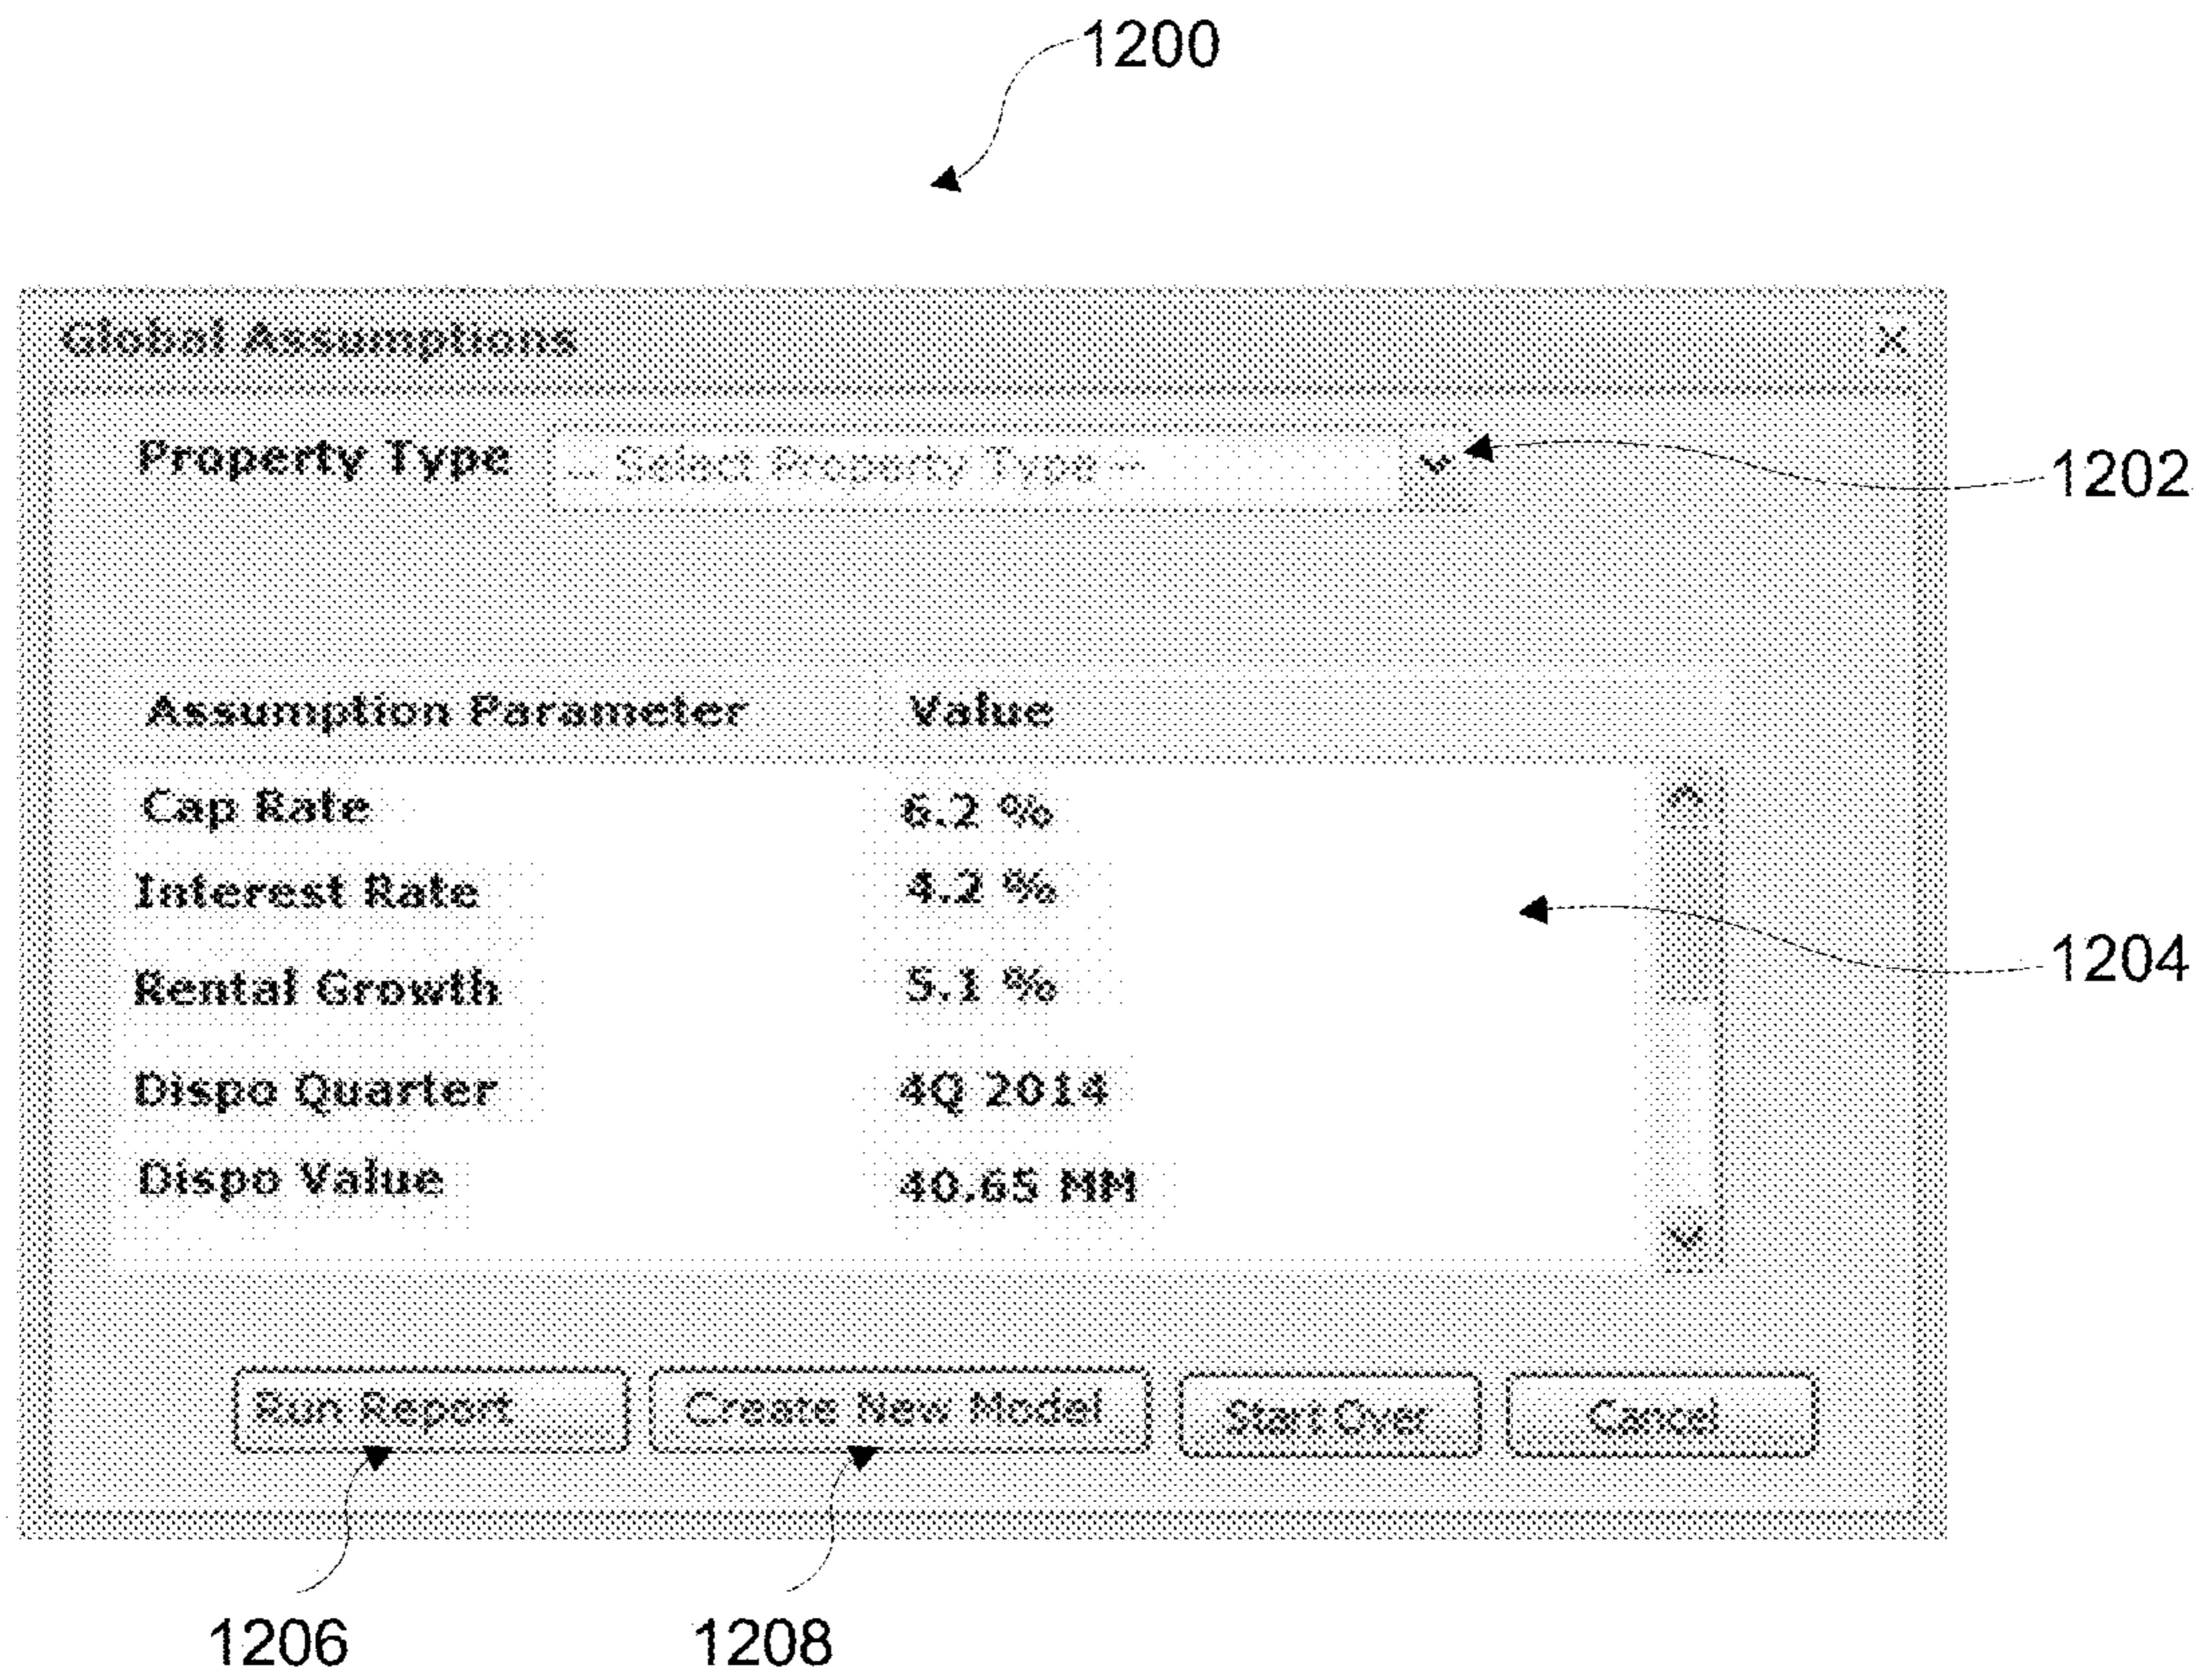 1200
Global Assumptions ×
Property Type -- Select Property Type -- 1202
Assumption Parameter Value
Cap Rate 6.2 %
Interest Rate 4.2 %
1204
Rental Growth 5.1 %
Dispo Quarter 4Q 2014
Dispo Value 40.65 MM
Run Report Create New Model Start Over Cancel
1206 1208